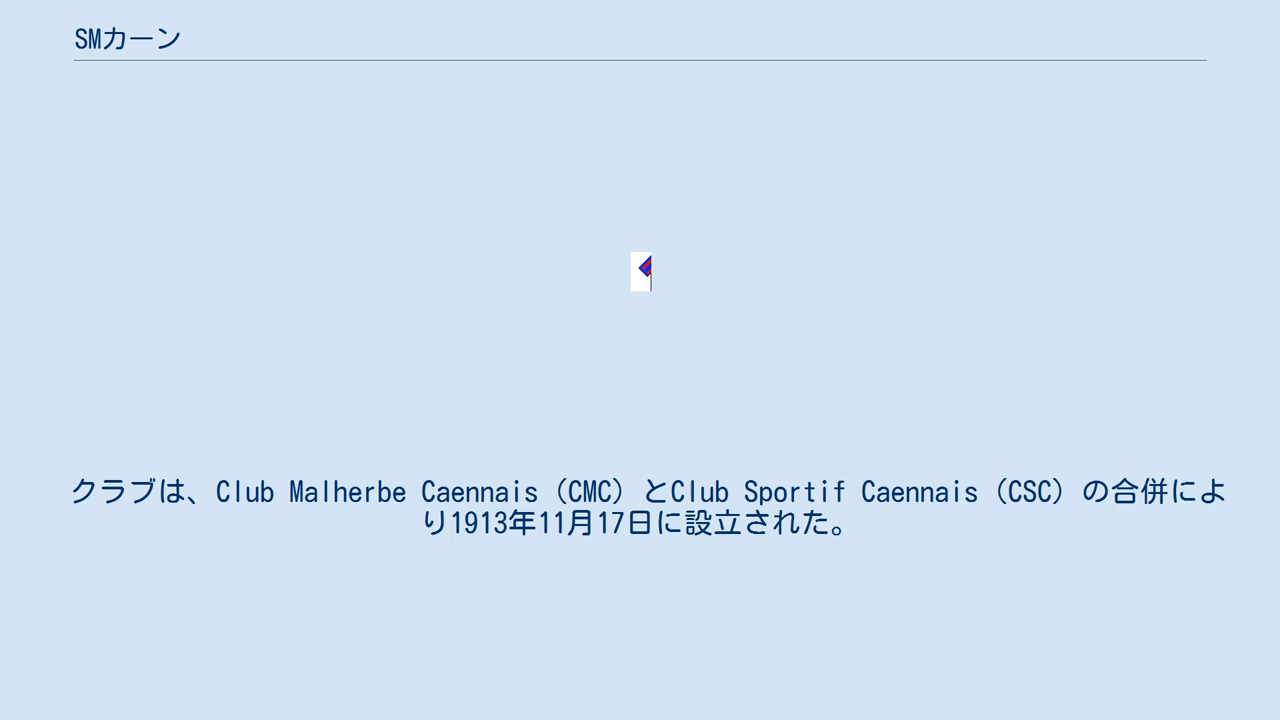 SMカーン
クラブは、Club Malherbe Caennais（CMC）とClub Sportif Caennais（CSC）の合併によ
り1913年11月17日に設立された。